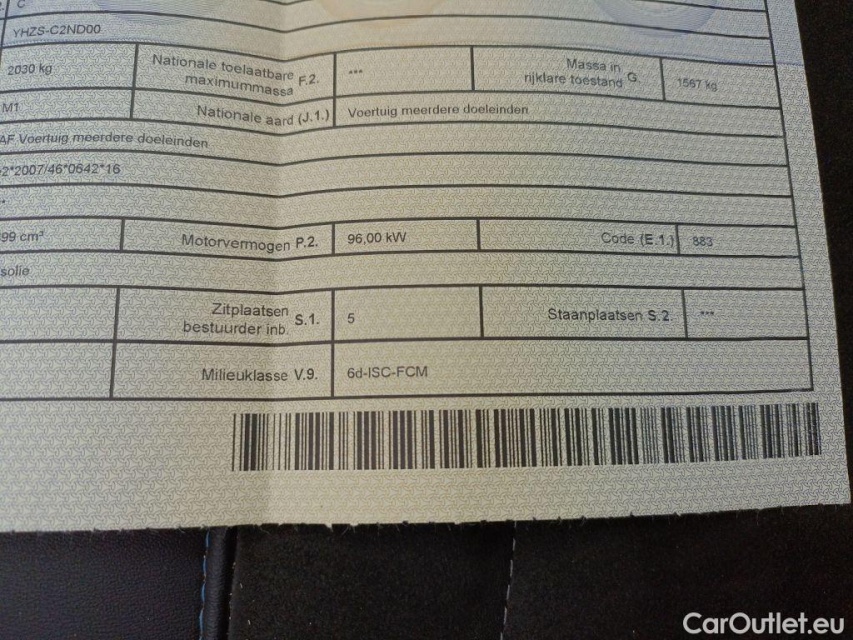 C
YHZS-C2ND00
2030 kg
Nationale toelaatbare maximummassa F.2.
***
Massa in rijklare toestand G.
1567 kg
M1
Nationale aard (J.1.)
Voertuig meerdere doeleinden
AF Voertuig meerdere doeleinden
2*2007/46*0642*16
99 cm³
Motorvermogen P.2.
96,00 kW
Code (E.1.)
883
solie
Zitplaatsen bestuurder inb. S.1.
5
Staanplaatsen S.2.
***
Milieuklasse V.9.
6d-ISC-FCM
CarOutlet.eu